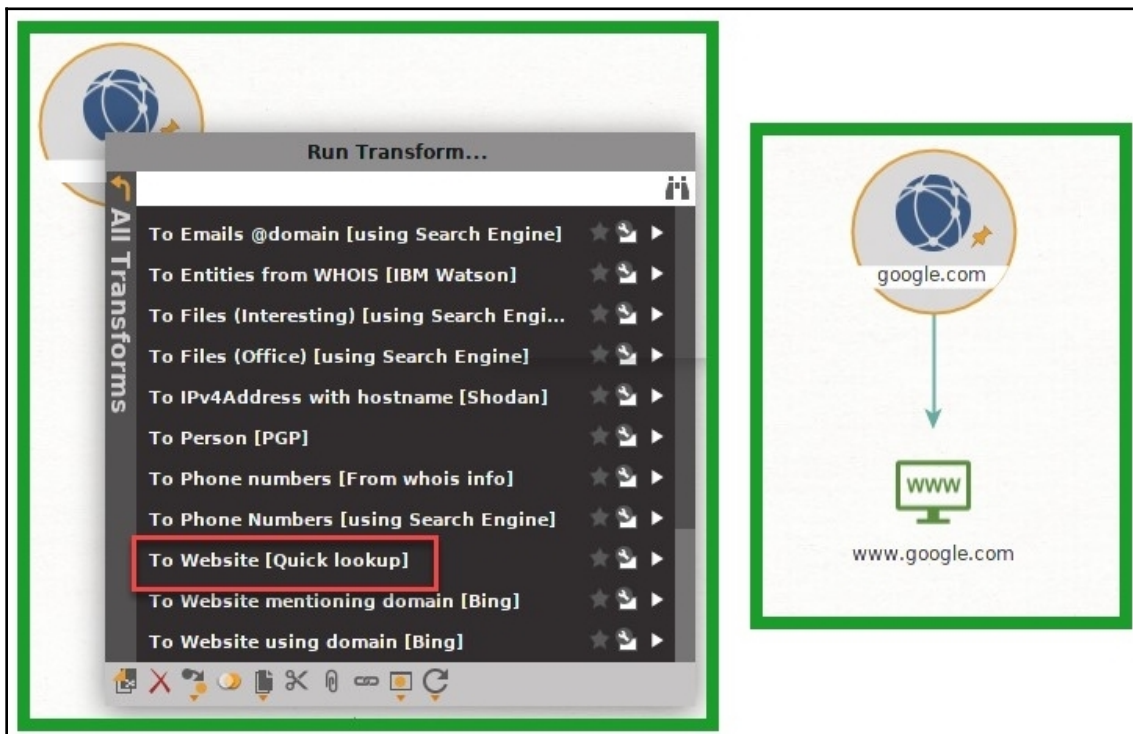 Run Transform...
All Transforms
To Emails @domain [using Search Engine]
To Entities from WHOIS [IBM Watson]
To Files (Interesting) [using Search Engi...
To Files (Office) [using Search Engine]
To IPv4Address with hostname [Shodan]
To Person [PGP]
To Phone numbers [From whois info]
To Phone Numbers [using Search Engine]
To Website [Quick lookup]
To Website mentioning domain [Bing]
To Website using domain [Bing]
google.com
www
www.google.com